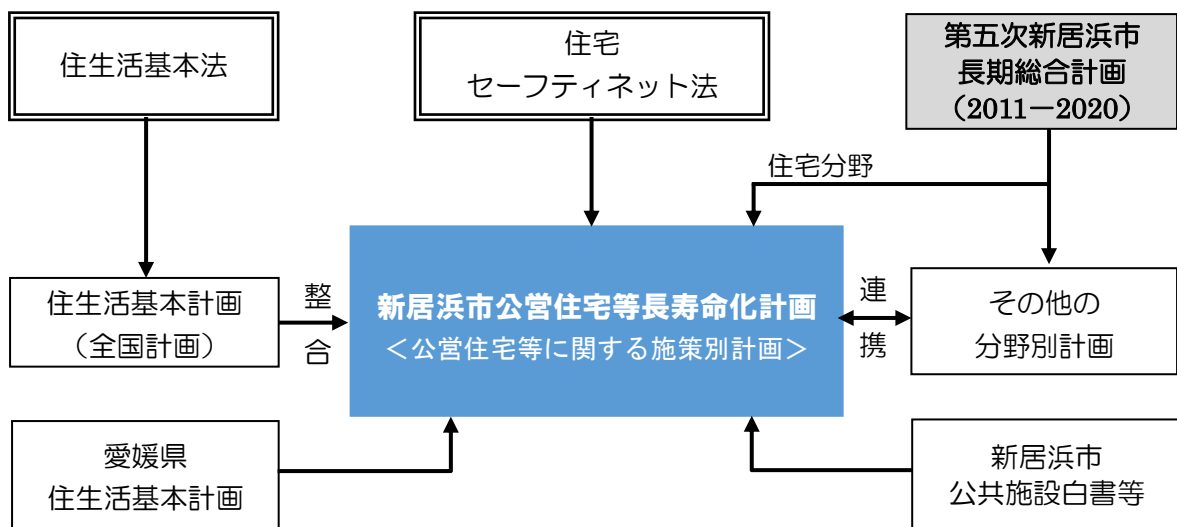 住生活基本法
住宅
セーフティネット法
第五次新居浜市
長期総合計画
（2011－2020）
住宅分野
住生活基本計画
（全国計画）
整
合
新居浜市公営住宅等長寿命化計画
＜公営住宅等に関する施策別計画＞
連
携
その他の
分野別計画
愛媛県
住生活基本計画
新居浜市
公共施設白書等